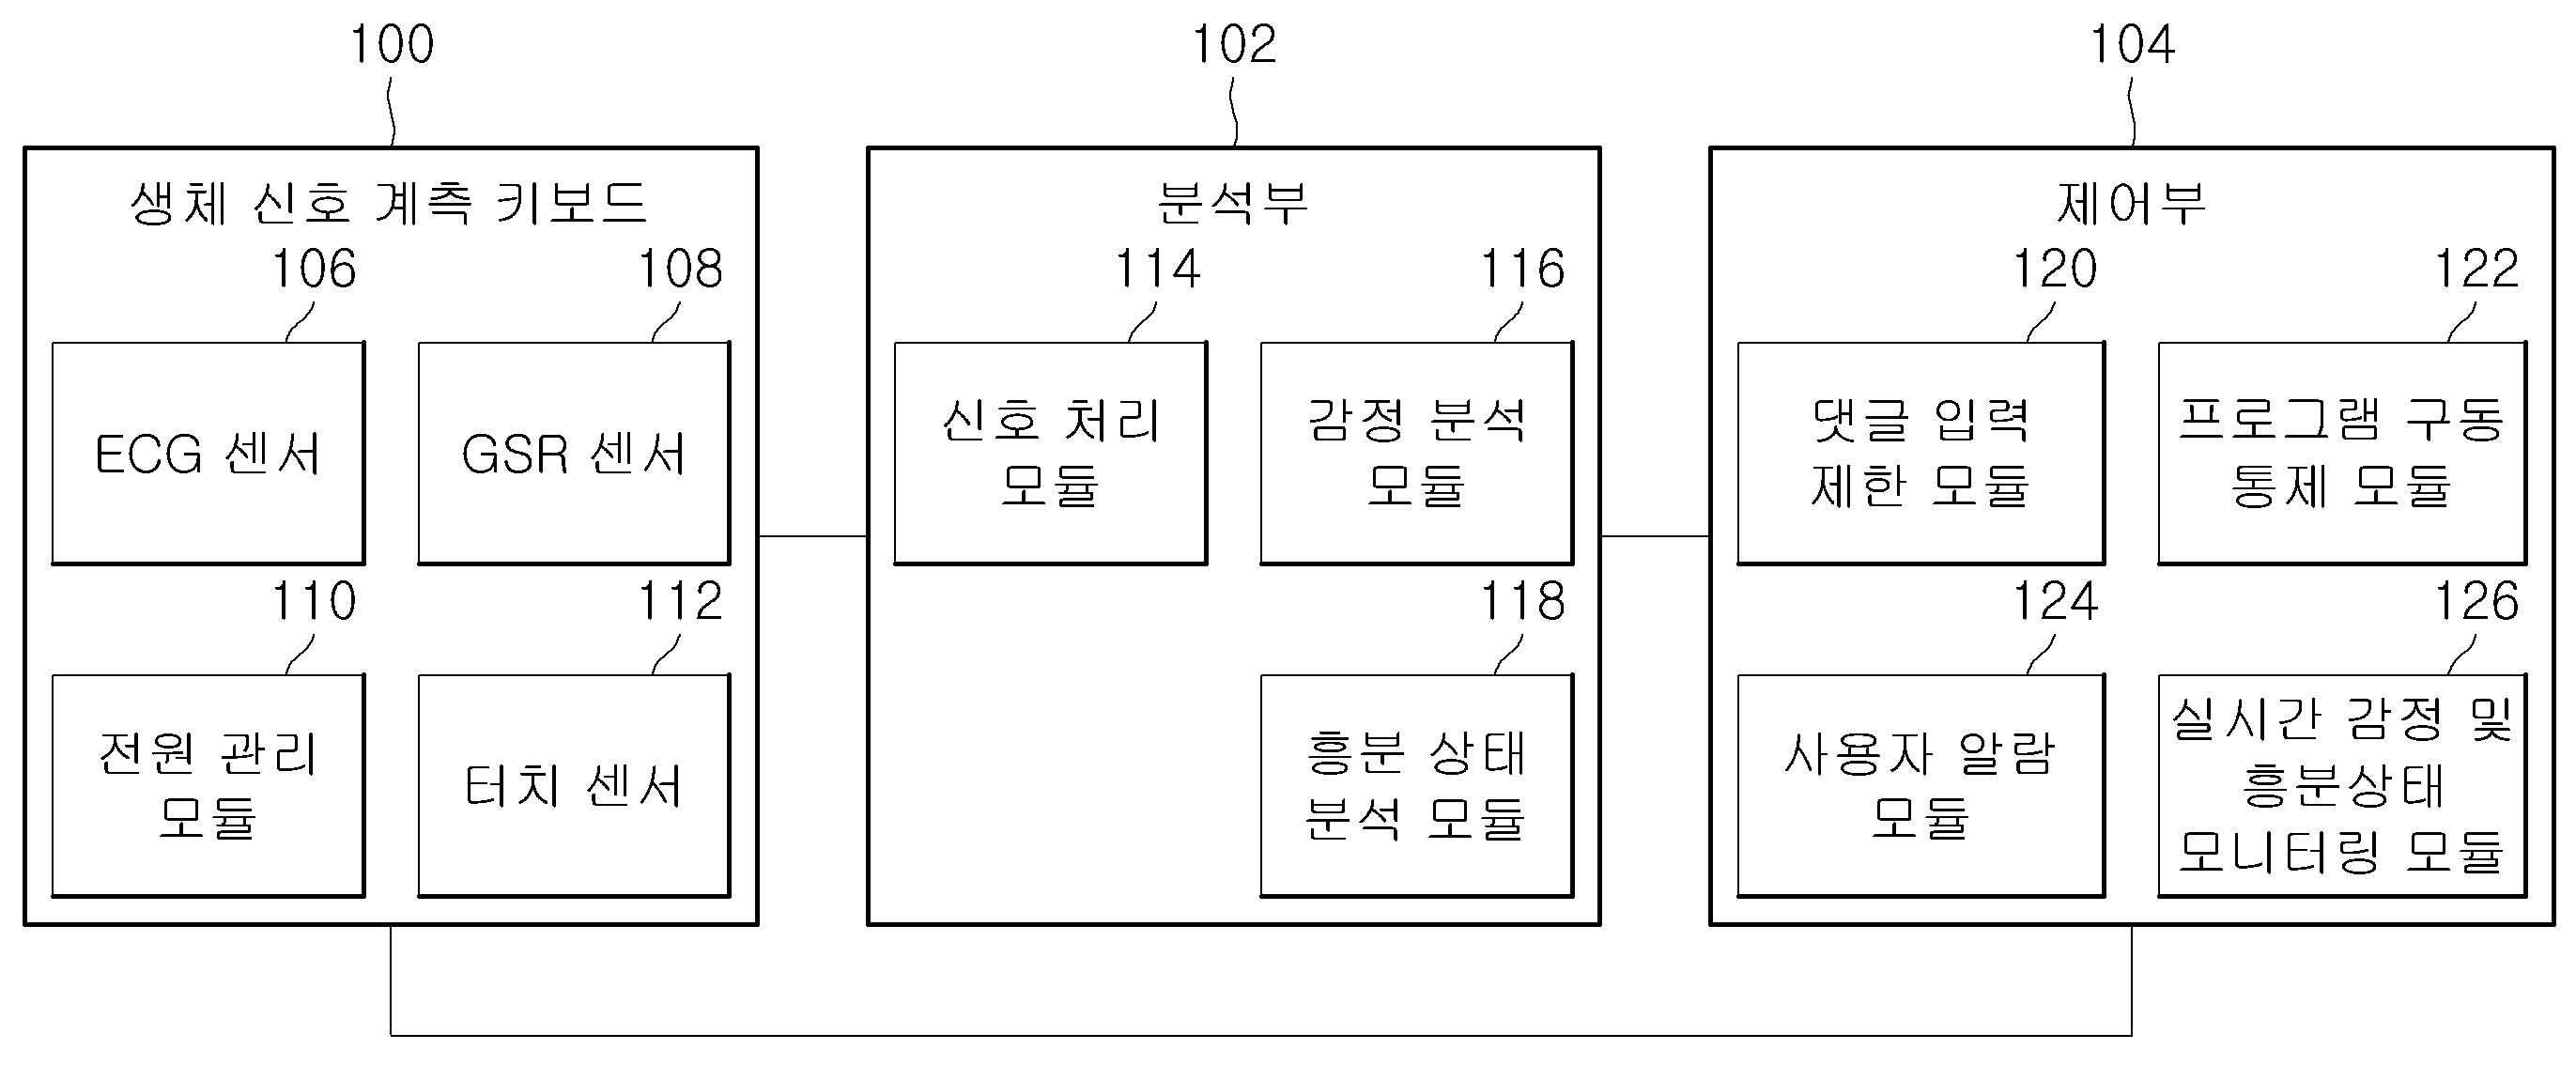 100
102
104
생체 신호 계측 키보드
분석부
제어부
106
108
114
116
120
122
ECG 센서
GSR 센서
신호 처리
모듈
감정 분석
모듈
댓글 입력
제한 모듈
프로그램 구동
통제 모듈
110
112
118
124
126
전원 관리
모듈
터치 센서
흥분 상태
분석 모듈
사용자 알람
모듈
실시간 감정 및
흥분상태
모니터링 모듈